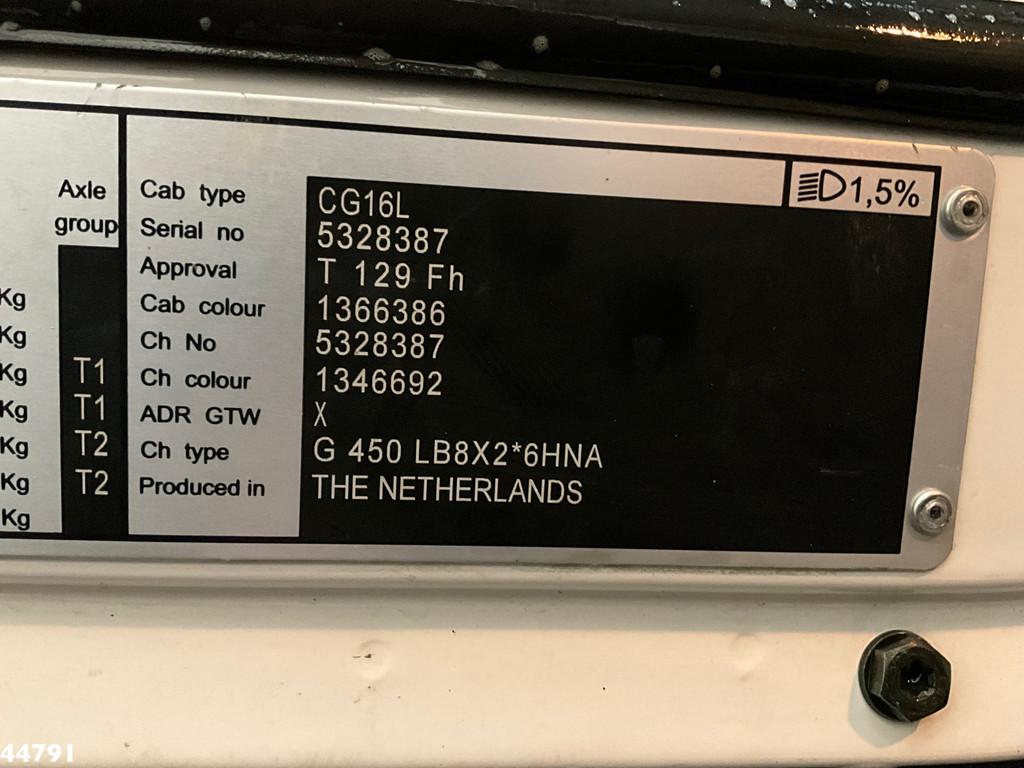 1,5%
Axle
group
Cab type CG16L
Serial no 5328387
Approval T 129 Fh
Kg Cab colour 1366386
Kg Ch No 5328387
Kg T1 Ch colour 1346692
Kg T1 ADR GTW X
Kg T2 Ch type G 450 LB8X2*6HNA
Kg T2 Produced in THE NETHERLANDS
Kg
44791